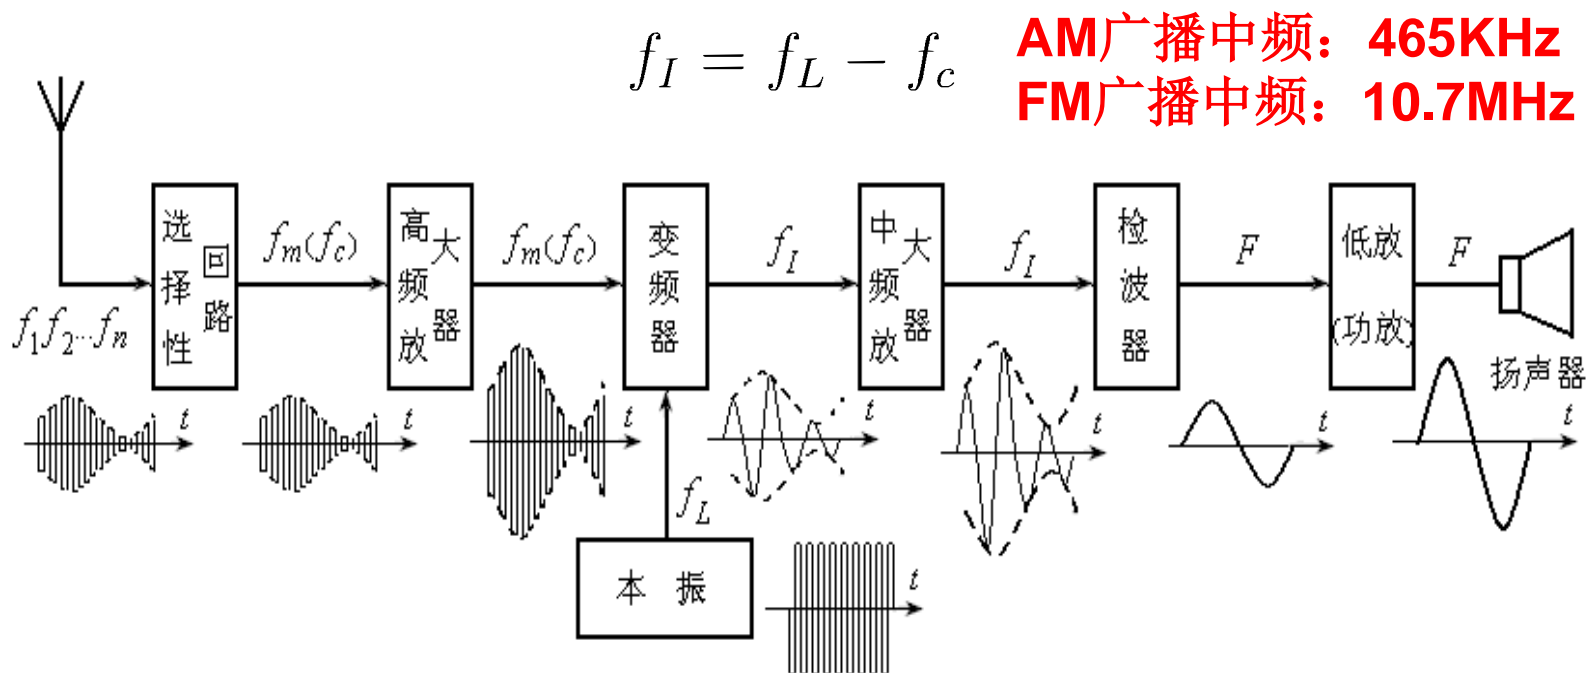 f_I = f_L − f_c
AM广播中频：465KHz
FM广播中频：10.7MHz
f_1 f_2 ··· f_n
选择性回路
f_m(f_c)
高频放大器
f_m(f_c)
变频器
f_I
中频放大器
f_I
检波器
F
低放
(功放)
F
扬声器
t
t
t
t
t
t
t
f_L
本 振
t